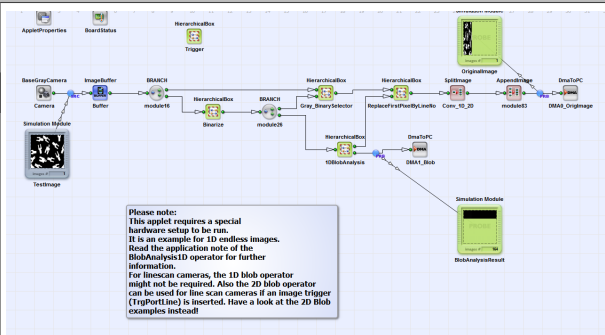 AppletProperties
BoardStatus
HierarchicalBox
Trigger
Simulation Module
OriginalImage
BaseGrayCamera
Camera
ImageBuffer
Buffer
BRANCH
module16
HierarchicalBox
Binarize
BRANCH
module26
HierarchicalBox
Gray_BinarySelector
HierarchicalBox
ReplaceFirstPixelByLineNo
SplitImage
Conv_1D_2D
AppendImage
module83
DmaToPC
DMA0_OrigImage
Simulation Module
TestImage
HierarchicalBox
1DBlobAnalysis
DmaToPC
DMA1_Blob
Simulation Module
BlobAnalysisResult
Please note:
This applet requires a special
hardware setup to be run.
It is an example for 1D endless images.
Read the application note of the
BlobAnalysis1D operator for further
information.
For linescan cameras, the 1D blob operator
might not be required. Also the 2D blob operator
can be used for line scan cameras if an image trigger
(TrgPortLine) is inserted. Have a look at the 2D Blob
examples instead!